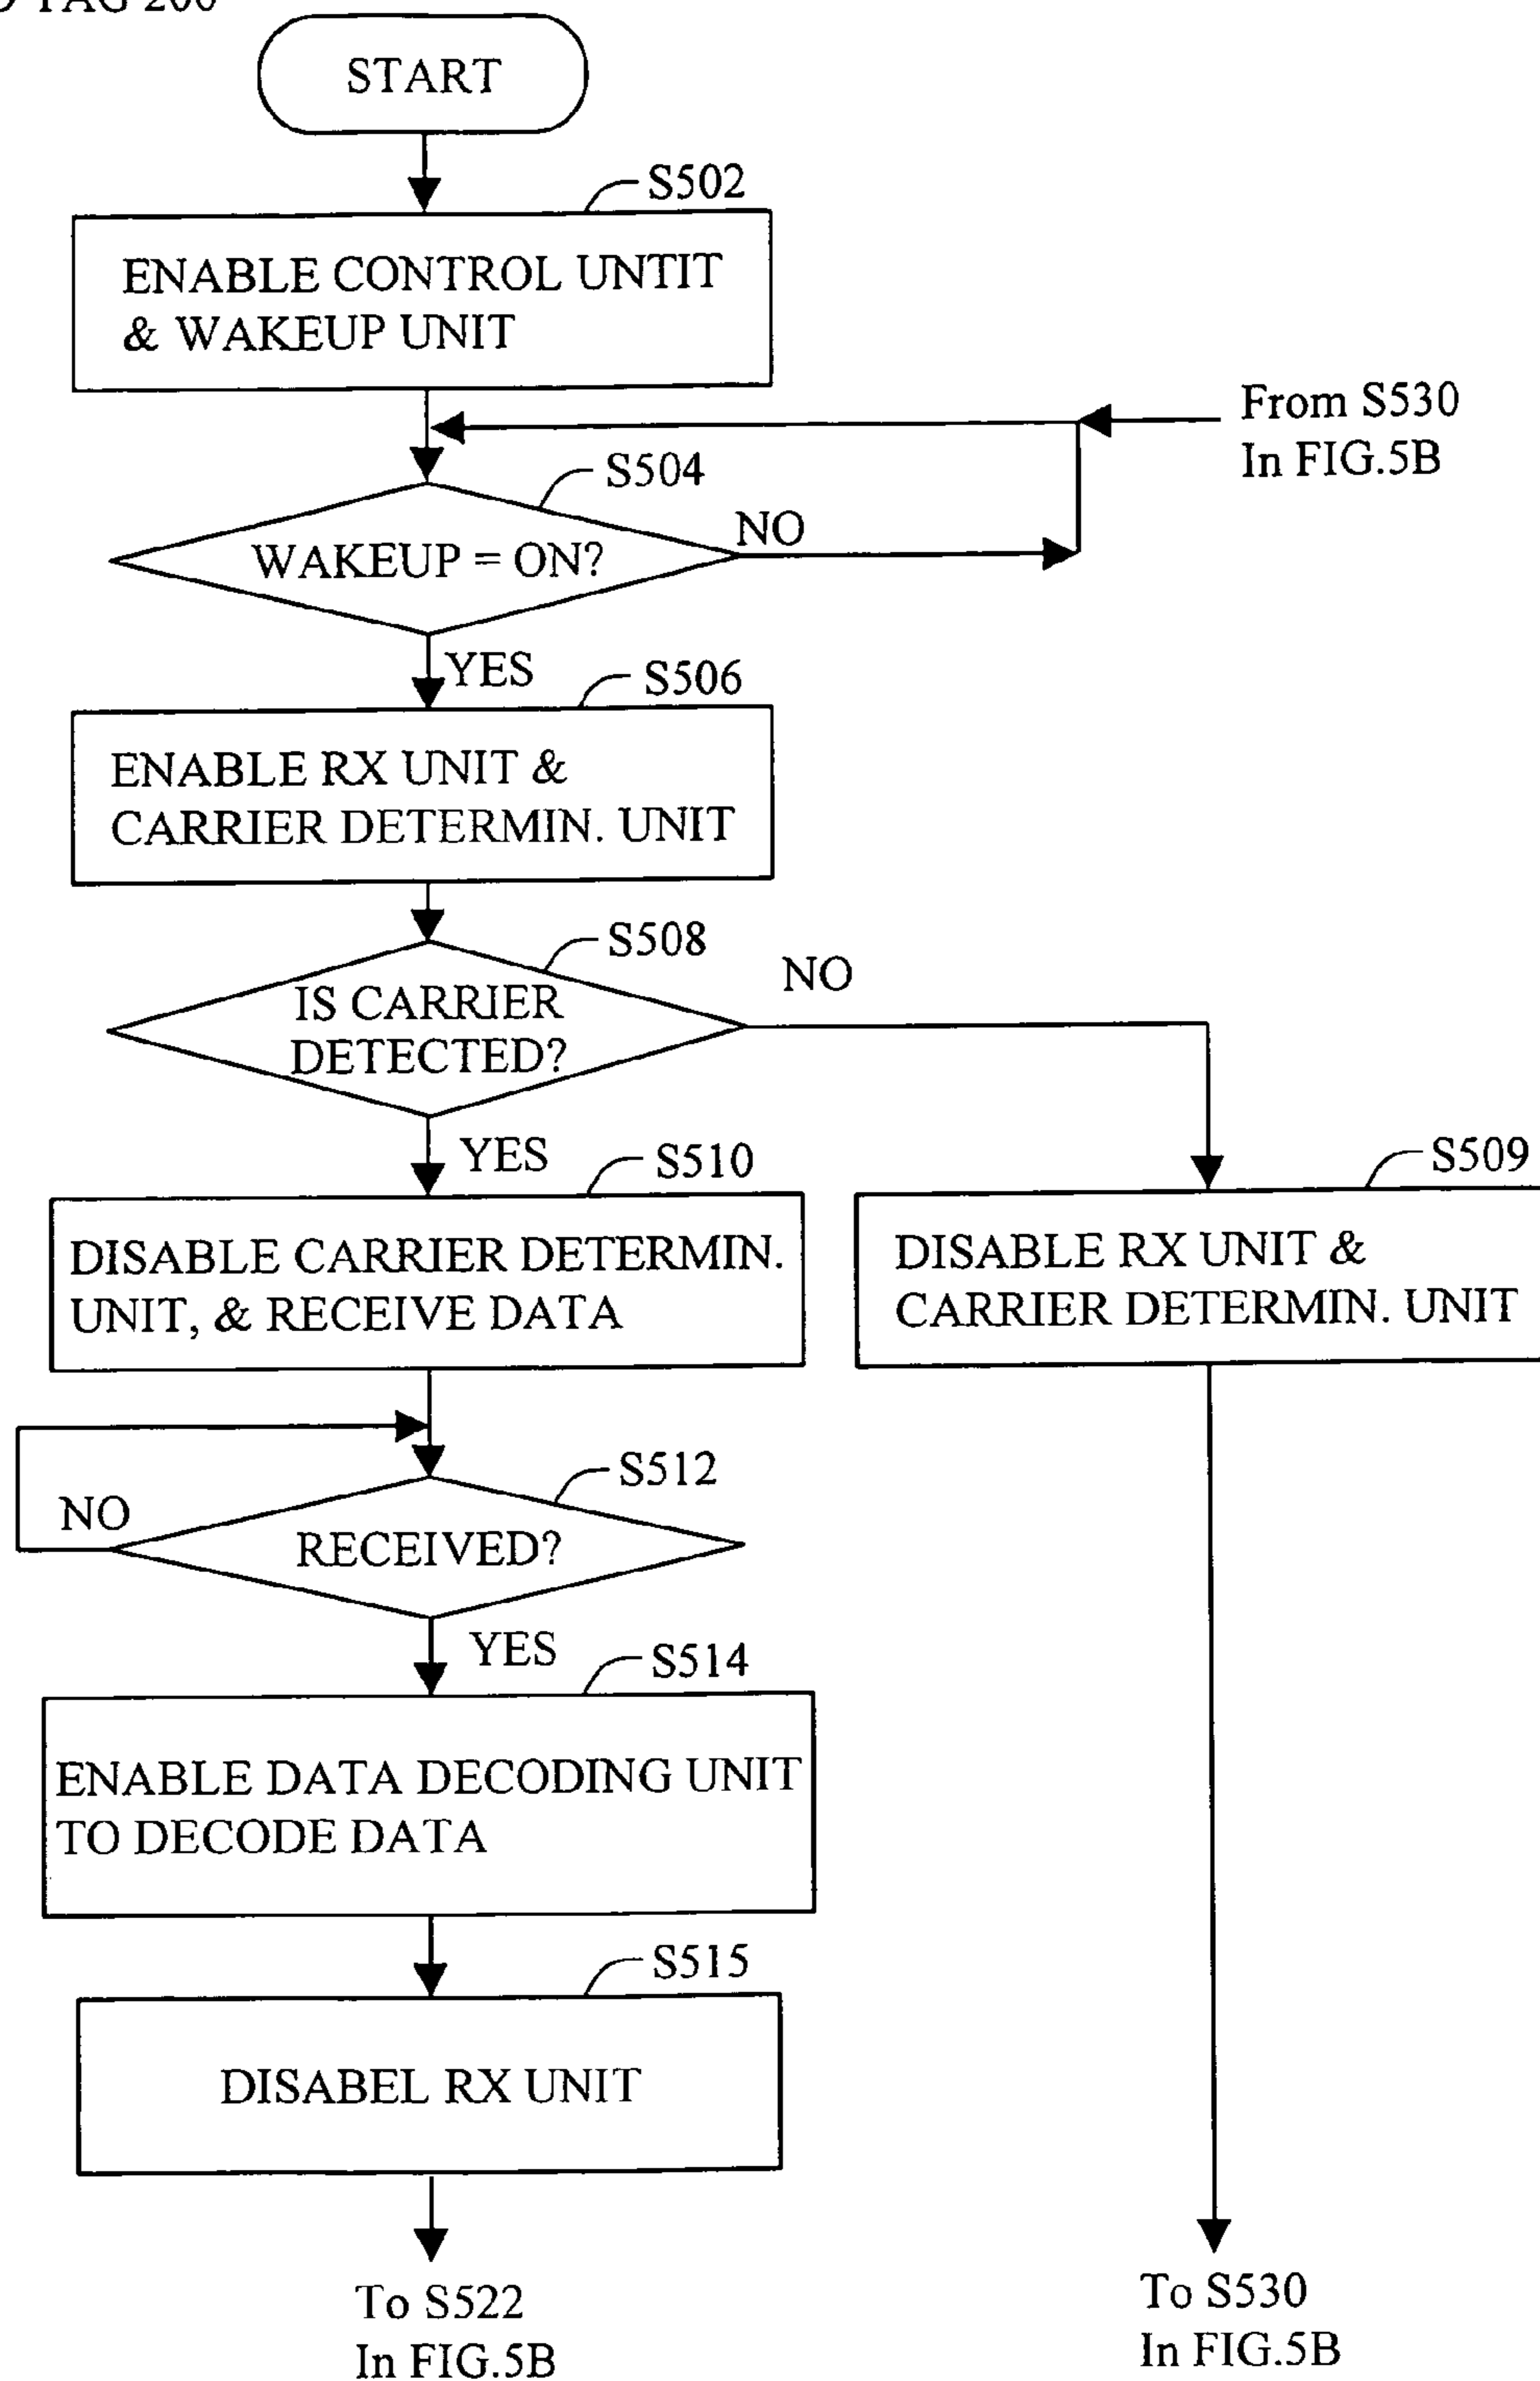 TAG 200
START
S502
ENABLE CONTROL UNTIT
& WAKEUP UNIT
From S530
In FIG.5B
S504
WAKEUP = ON?
NO
YES
S506
ENABLE RX UNIT &
CARRIER DETERMIN. UNIT
S508
NO
IS CARRIER
DETECTED?
YES
S510
S509
DISABLE CARRIER DETERMIN.
UNIT, & RECEIVE DATA
DISABLE RX UNIT &
CARRIER DETERMIN. UNIT
S512
NO
RECEIVED?
YES
S514
ENABLE DATA DECODING UNIT
TO DECODE DATA
S515
DISABEL RX UNIT
To S522
In FIG.5B
To S530
In FIG.5B